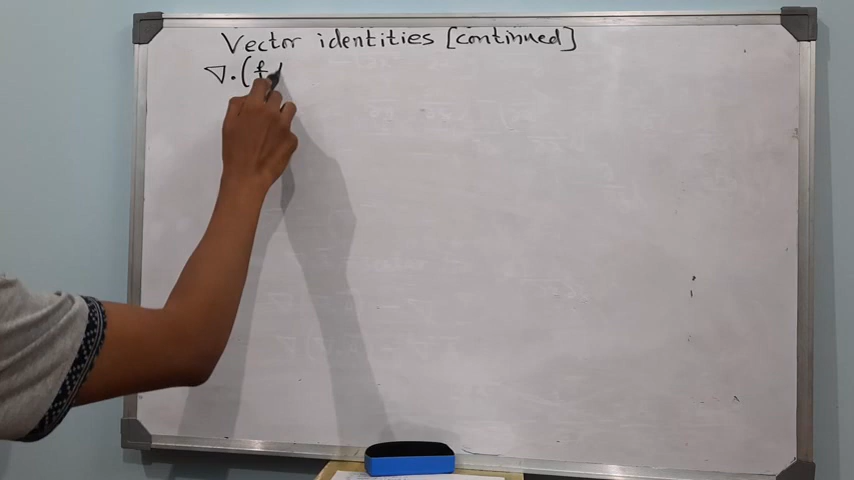 Vector identities [continued]
∇.(f